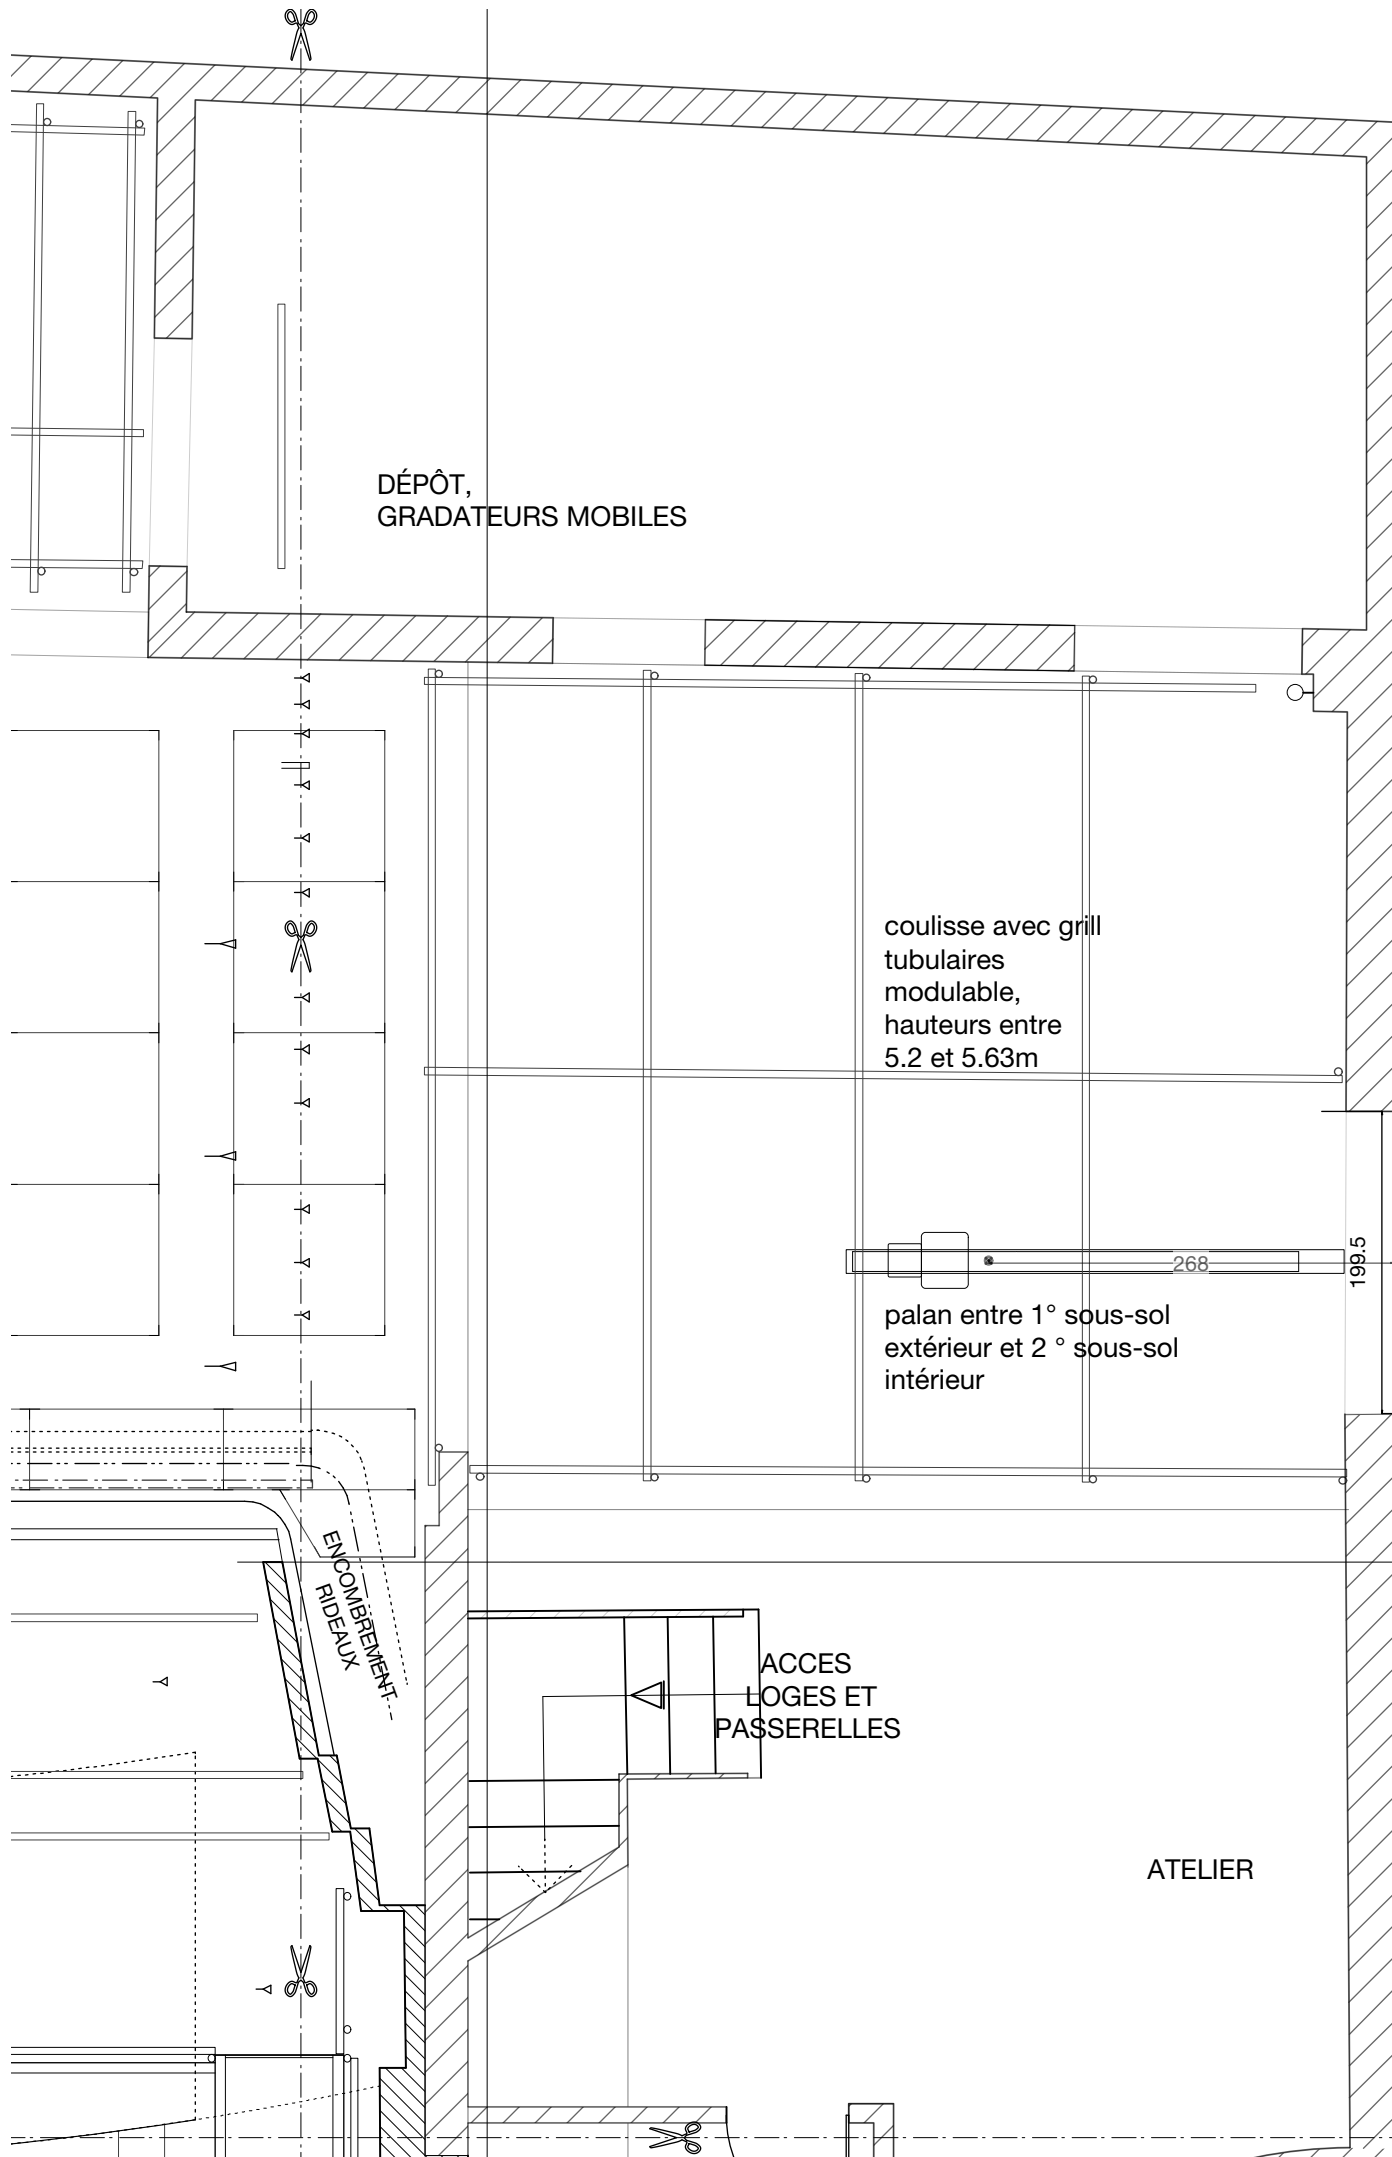 DÉPÔT,
GRADATEURS MOBILES
coulisse avec grill
tubulaires
modulable,
hauteurs entre
5.2 et 5.63m
268
199.5
palan entre 1° sous-sol
extérieur et 2 ° sous-sol
intérieur
ENCOMBREMENT
RIDEAUX
ACCES
LOGES ET
PASSERELLES
ATELIER